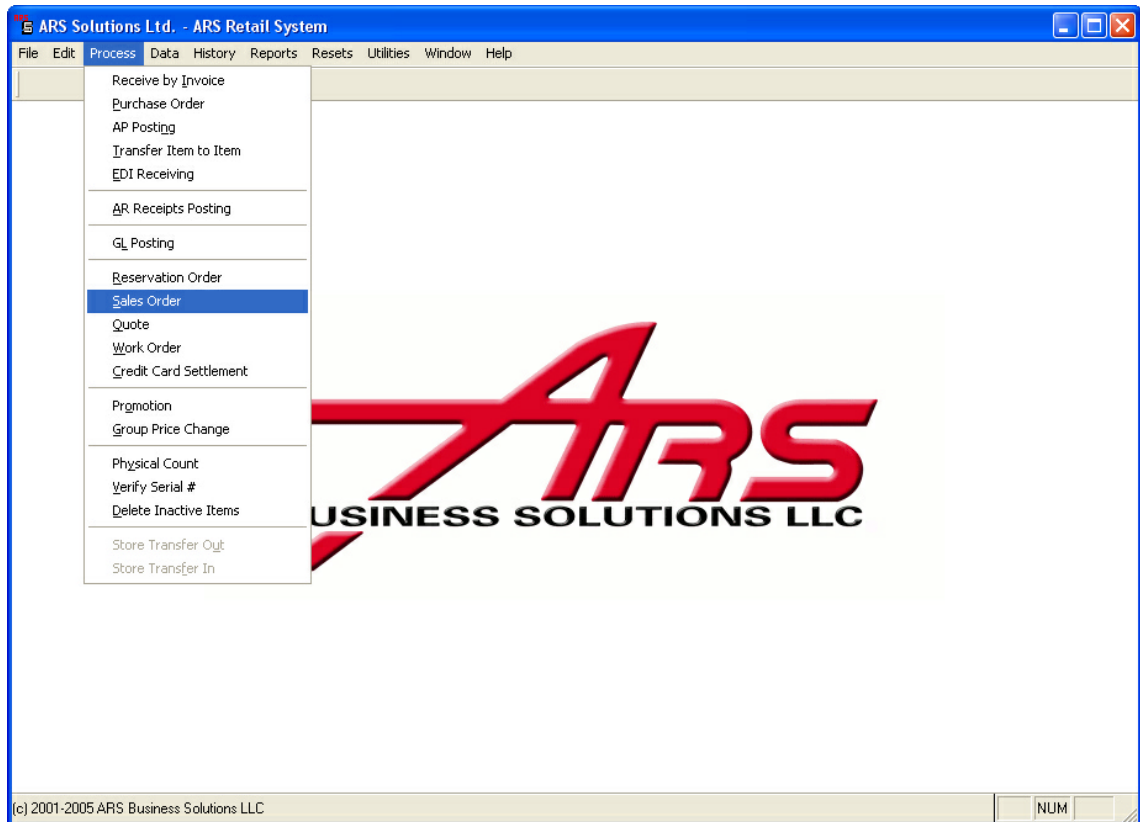 ARS Solutions Ltd. - ARS Retail System
File Edit Process Data History Reports Resets Utilities Window Help
Receive by Invoice
Purchase Order
AP Posting
Transfer Item to Item
EDI Receiving
AR Receipts Posting
GL Posting
Reservation Order
Sales Order
Quote
Work Order
Credit Card Settlement
Promotion
Group Price Change
Physical Count
Verify Serial #
Delete Inactive Items
Store Transfer Out
Store Transfer In
ARS
USINESS SOLUTIONS LLC
(c) 2001-2005 ARS Business Solutions LLC
NUM